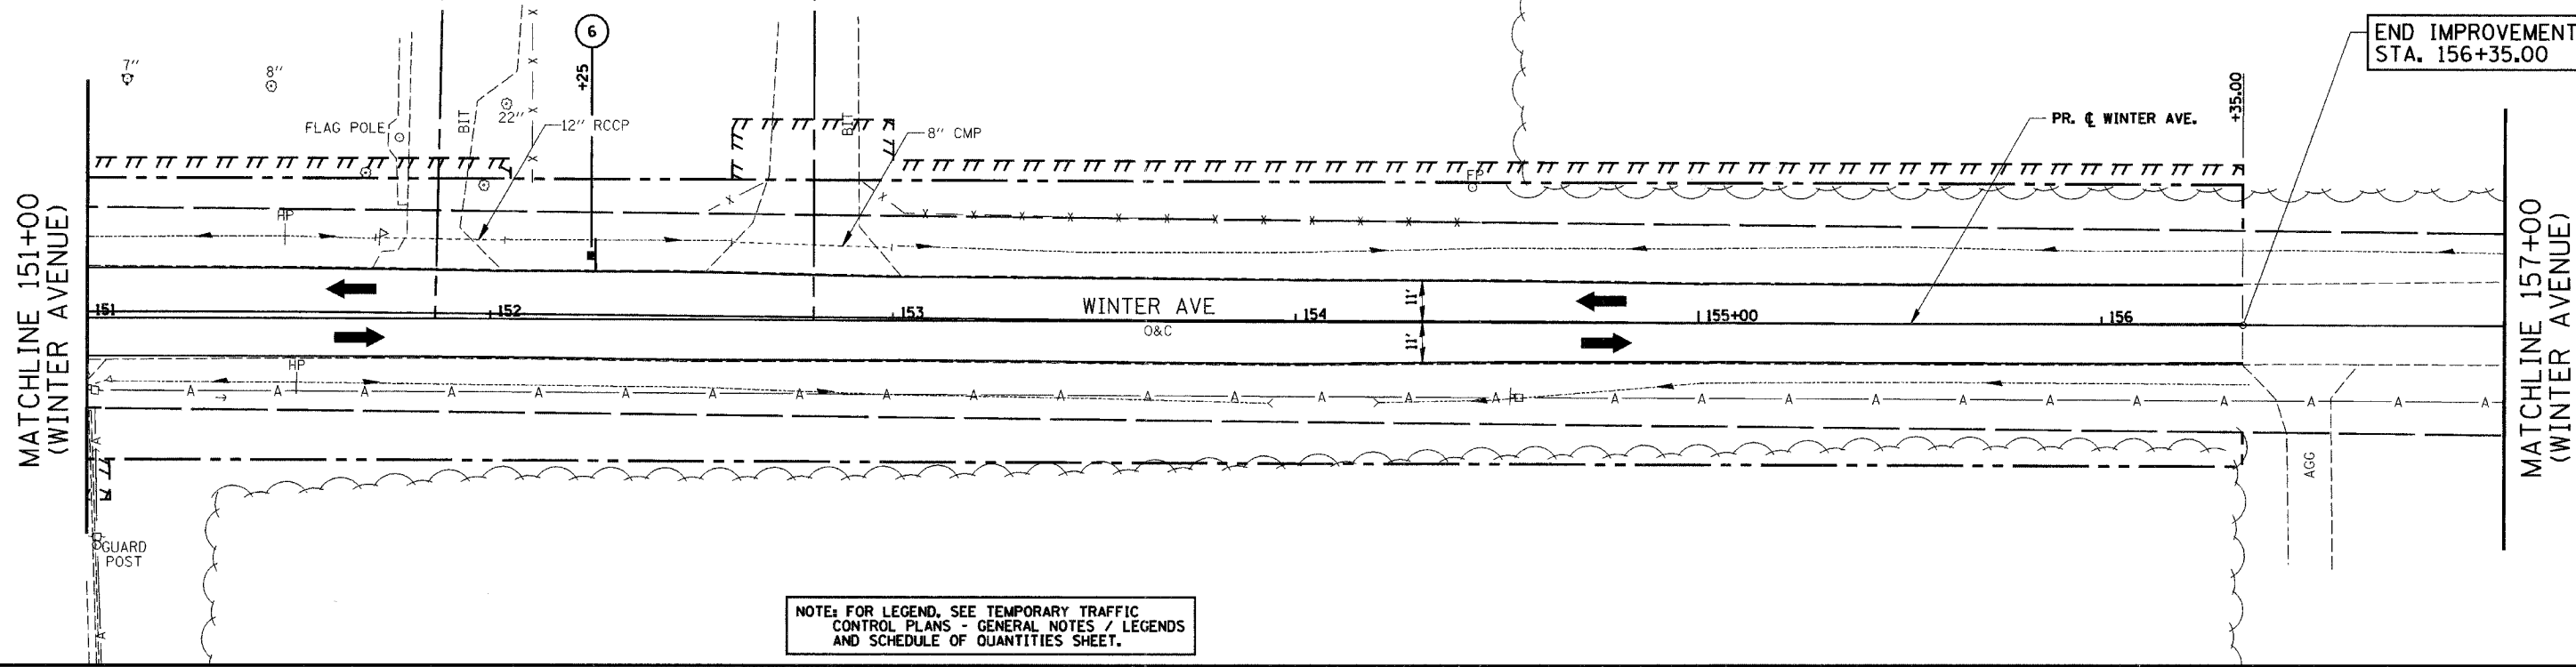 MATCHLINE 151+00
(WINTER AVENUE)
7"
8"
FLAG POLE
BIT
22"
12" RCCP
6
+25
BIT
8" CMP
FP
PR. ℄ WINTER AVE.
+35.00
END IMPROVEMENT
STA. 156+35.00
HP
151
152
153
WINTER AVE
O&C
154
11'
11'
155+00
156
HP
A A A A A A A A A A A A A A A A A A A A A A A A A A A
A
A
GUARD
POST
AGG
MATCHLINE 157+00
(WINTER AVENUE)
NOTE: FOR LEGEND, SEE TEMPORARY TRAFFIC
CONTROL PLANS - GENERAL NOTES / LEGENDS
AND SCHEDULE OF QUANTITIES SHEET.